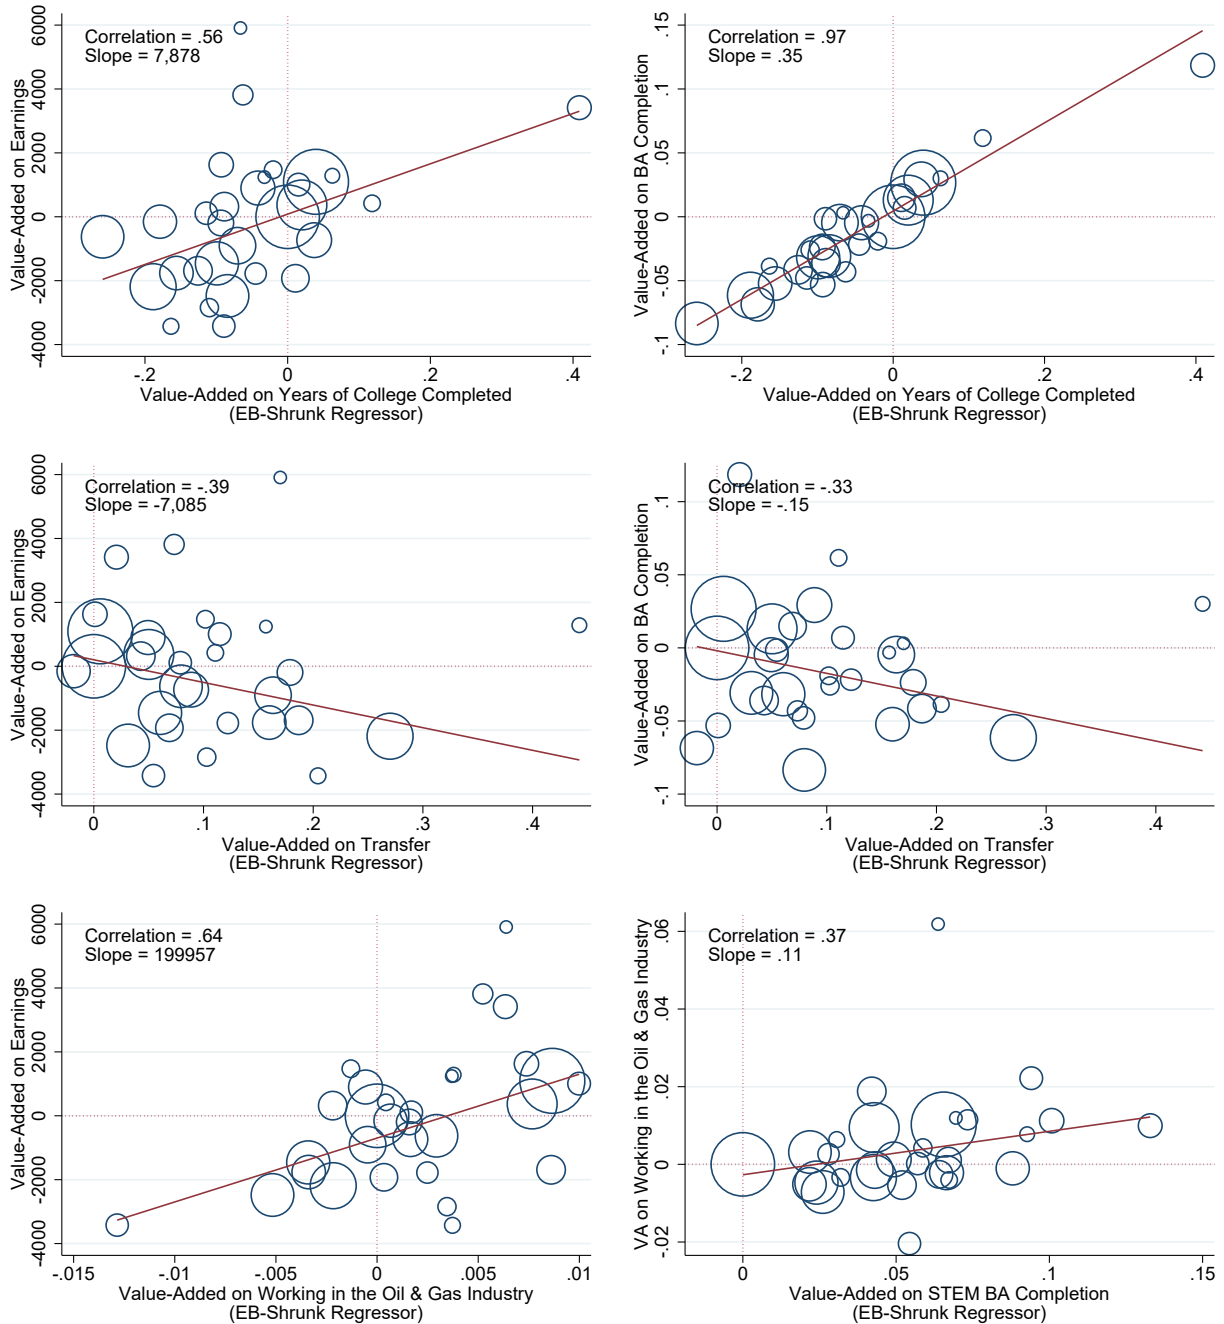 Correlation = .56
Slope = 7,878
Value-Added on Earnings
6000
4000
2000
0
-2000
-4000
-.2
0
.2
.4
Value-Added on Years of College Completed
(EB-Shrunk Regressor)
Correlation = .97
Slope = .35
Value-Added on BA Completion
.15
.1
.05
0
-.05
-.1
-.2
0
.2
.4
Value-Added on Years of College Completed
(EB-Shrunk Regressor)
Correlation = -.39
Slope = -7,085
Value-Added on Earnings
6000
4000
2000
0
-2000
-4000
0
.1
.2
.3
.4
Value-Added on Transfer
(EB-Shrunk Regressor)
Correlation = -.33
Slope = -.15
Value-Added on BA Completion
.1
.05
0
-.05
-.1
0
.1
.2
.3
.4
Value-Added on Transfer
(EB-Shrunk Regressor)
Correlation = .64
Slope = 199957
Value-Added on Earnings
6000
4000
2000
0
-2000
-4000
-.015
-.01
-.005
0
.005
.01
Value-Added on Working in the Oil & Gas Industry
(EB-Shrunk Regressor)
Correlation = .37
Slope = .11
VA on Working in the Oil & Gas Industry
.06
.04
.02
0
-.02
0
.05
.1
.15
Value-Added on STEM BA Completion
(EB-Shrunk Regressor)